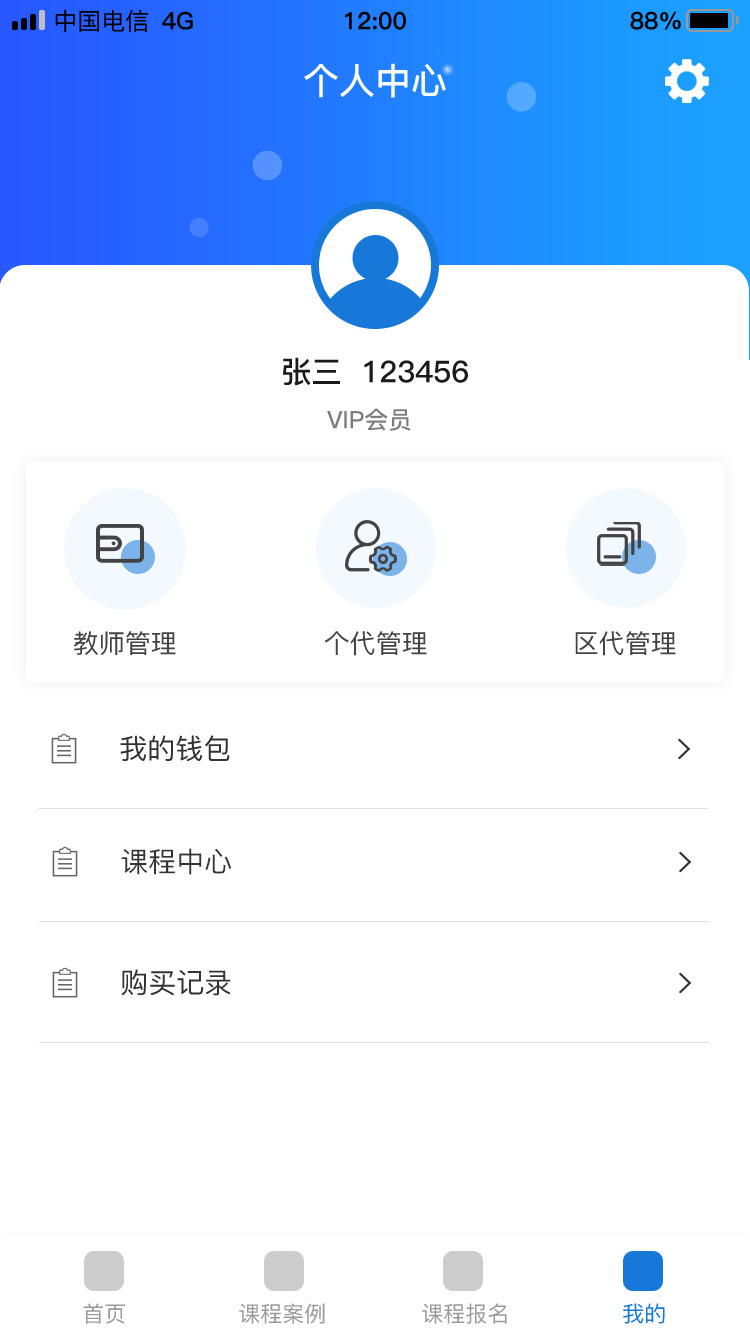 中国电信 4G 12:00 88%
个人中心
张三 123456
VIP会员
教师管理 个代管理 区代管理
我的钱包
课程中心
购买记录
首页 课程案例 课程报名 我的